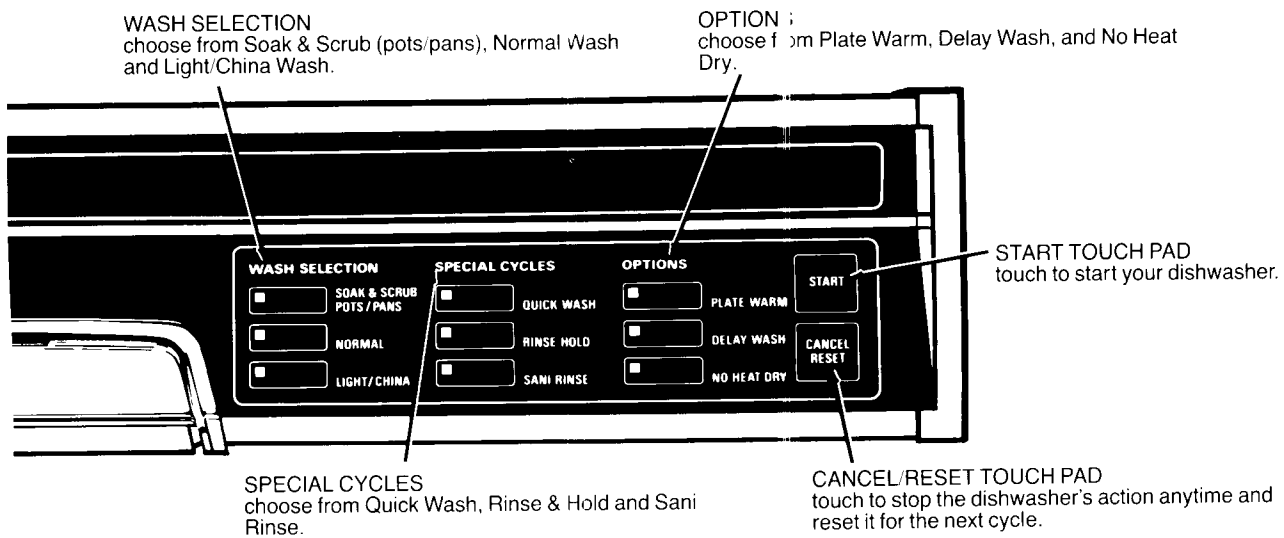 WASH SELECTION
choose from Soak & Scrub (pots/pans), Normal Wash
and Light/China Wash.
OPTION
choose from Plate Warm, Delay Wash, and No Heat
Dry.
WASH SELECTION
SOAK & SCRUB
POTS/PANS
NORMAL
LIGHT/CHINA
SPECIAL CYCLES
QUICK WASH
RINSE HOLD
SANI RINSE
OPTIONS
PLATE WARM
DELAY WASH
NO HEAT DRY
START
CANCEL
RESET
START TOUCH PAD
touch to start your dishwasher.
SPECIAL CYCLES
choose from Quick Wash, Rinse & Hold and Sani
Rinse.
CANCEL/RESET TOUCH PAD
touch to stop the dishwasher's action anytime and
reset it for the next cycle.